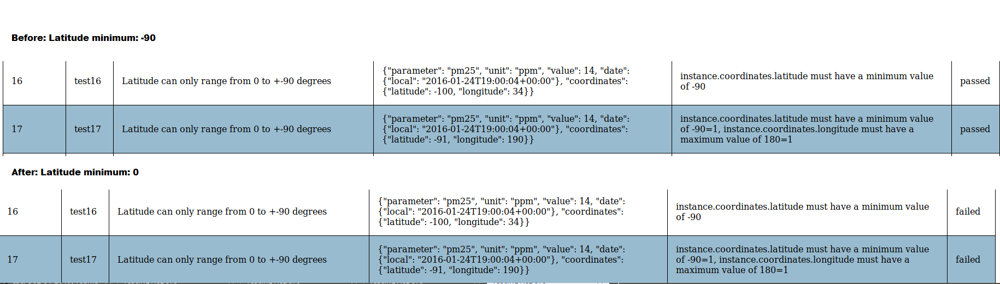 Before: Latitude minimum: -90
16 test16 Latitude can only range from 0 to +-90 degrees
{"parameter": "pm25", "unit": "ppm", "value": 14, "date":
{"local": "2016-01-24T19:00:04+00:00"}, "coordinates":
{"latitude": -100, "longitude": 34}}
instance.coordinates.latitude must have a minimum value
of -90
passed
17 test17 Latitude can only range from 0 to +-90 degrees
{"parameter": "pm25", "unit": "ppm", "value": 14, "date":
{"local": "2016-01-24T19:00:04+00:00"}, "coordinates":
{"latitude": -91, "longitude": 190}}
instance.coordinates.latitude must have a minimum value
of -90=1, instance.coordinates.longitude must have a
maximum value of 180=1
passed
After: Latitude minimum: 0
16 test16 Latitude can only range from 0 to +-90 degrees
{"parameter": "pm25", "unit": "ppm", "value": 14, "date":
{"local": "2016-01-24T19:00:04+00:00"}, "coordinates":
{"latitude": -100, "longitude": 34}}
instance.coordinates.latitude must have a minimum value
of -90
failed
17 test17 Latitude can only range from 0 to +-90 degrees
{"parameter": "pm25", "unit": "ppm", "value": 14, "date":
{"local": "2016-01-24T19:00:04+00:00"}, "coordinates":
{"latitude": -91, "longitude": 190}}
instance.coordinates.latitude must have a minimum value
of -90=1, instance.coordinates.longitude must have a
maximum value of 180=1
failed